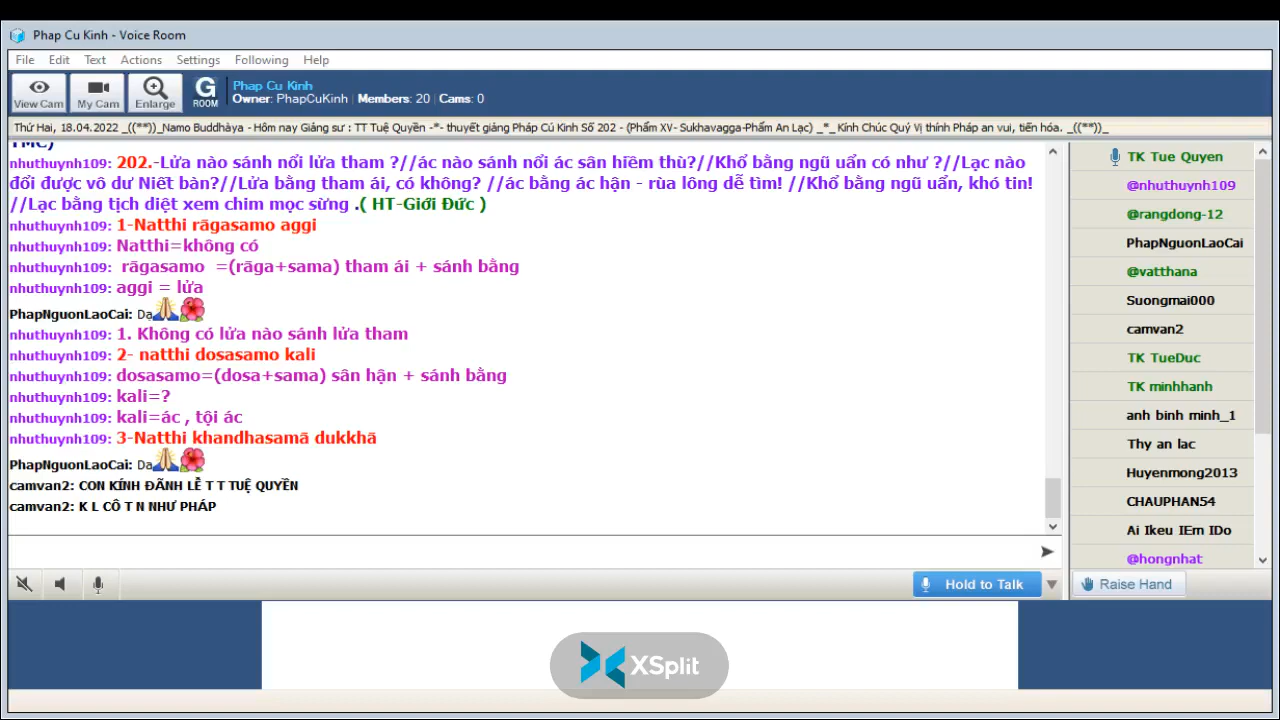 Phap Cu Kinh - Voice Room
File Edit Text Actions Settings Following Help
View Cam My Cam Enlarge G ROOM
Phap Cu Kinh
Owner: PhapCuKinh | Members: 20 | Cams: 0
Thứ Hai, 18.04.2022 _((**))_Namo Buddhàya - Hôm nay Giảng sư : TT Tuệ Quyền -*- thuyết giảng Pháp Cú Kinh Số 202 - (Phẩm XV- Sukhavagga-Phẩm An Lạc) _*_ Kính Chúc Quý Vị thính Pháp an vui, tiến hóa. _((**)_
TMC)
nhuthuynh109: 202.-Lửa nào sánh nổi lửa tham ?//ác nào sánh nổi ác sân hiềm thù?//Khổ bằng ngũ uẩn có như ?//Lạc nào
đổi được vô dư Niết bàn?//Lửa bằng tham ái, có không? //ác bằng ác hận - rùa lông dễ tìm! //Khổ bằng ngũ uẩn, khó tin!
//Lạc bằng tịch diệt xem chim mọc sừng .( HT-Giới Đức )
nhuthuynh109: 1-Natthi rāgasamo aggi
nhuthuynh109: Natthi=không có
nhuthuynh109: rāgasamo =(rāga+sama) tham ái + sánh bằng
nhuthuynh109: aggi = lửa
PhapNguonLaoCai: Dạ
nhuthuynh109: 1. Không có lửa nào sánh lửa tham
nhuthuynh109: 2- natthi dosasamo kali
nhuthuynh109: dosasamo=(dosa+sama) sân hận + sánh bằng
nhuthuynh109: kali=?
nhuthuynh109: kali=ác , tội ác
nhuthuynh109: 3-Natthi khandhasamā dukkhā
PhapNguonLaoCai: Dạ
camvan2: CON KÍNH ĐÃNH LỄ T T TUỆ QUYỀN
camvan2: K L CÔ T N NHƯ PHÁP
TK Tue Quyen
@nhuthuynh109
@rangdong-12
PhapNguonLaoCai
@vatthana
Suongmai000
camvan2
TK TueDuc
TK minhhanh
anh binh minh_1
Thy an lac
Huyenmong2013
CHAUPHAN54
Ai Ikeu IEm IDo
@hongnhat
Hold to Talk
Raise Hand
XSplit